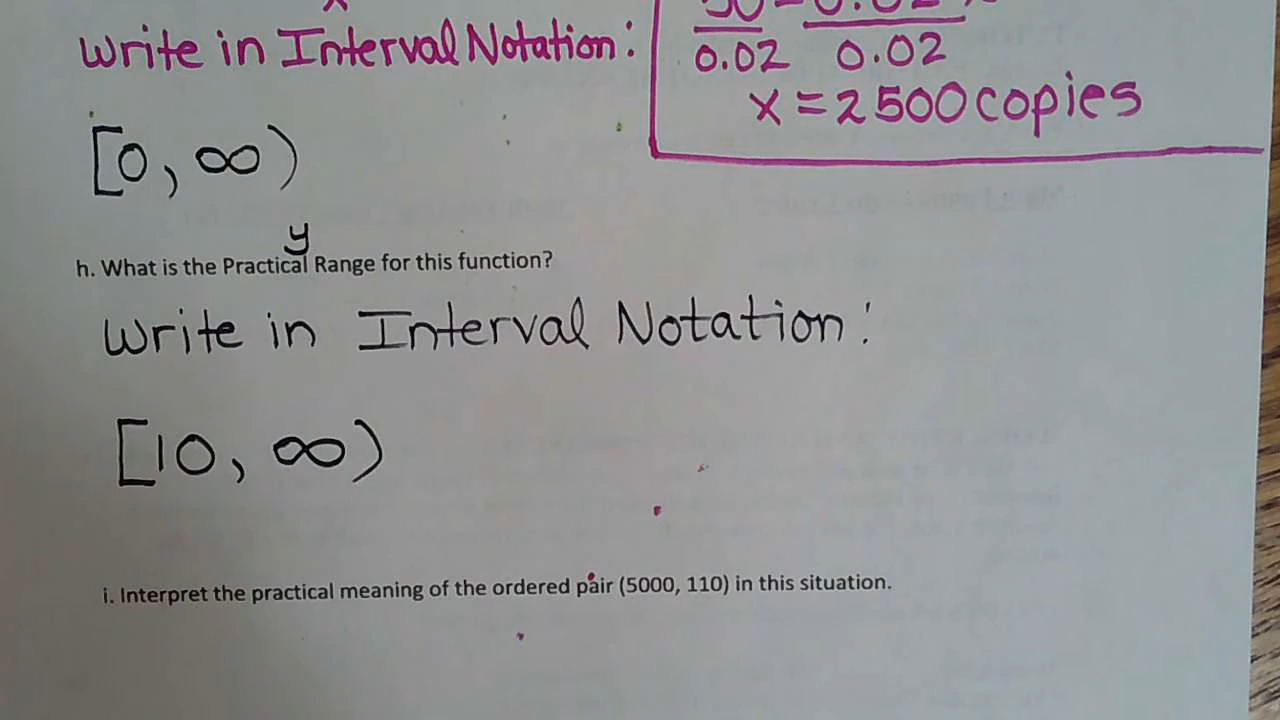 x
Write in Interval Notation:
[0, ∞)
0.02 0.02
x = 2500 copies
y
h. What is the Practical Range for this function?
Write in Interval Notation:
[10, ∞)
i. Interpret the practical meaning of the ordered pair (5000, 110) in this situation.